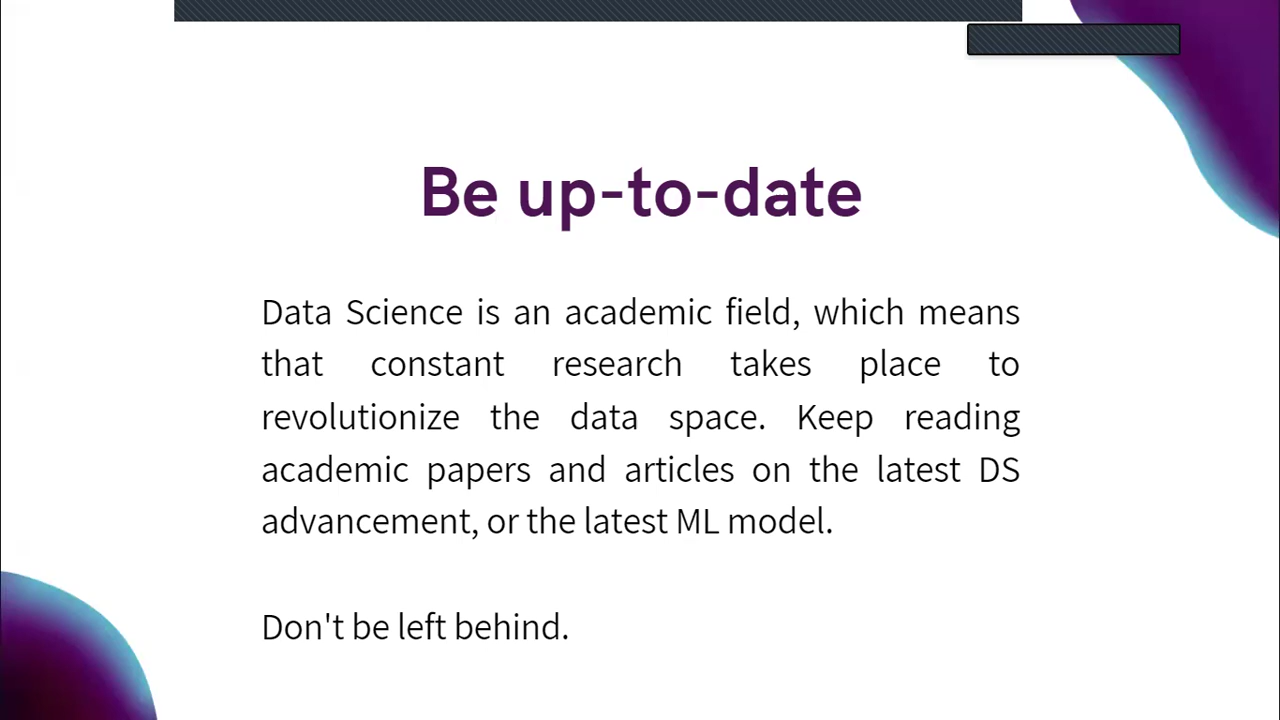 Be up-to-date
Data Science is an academic field, which means
that constant research takes place to
revolutionize the data space. Keep reading
academic papers and articles on the latest DS
advancement, or the latest ML model.
Don't be left behind.